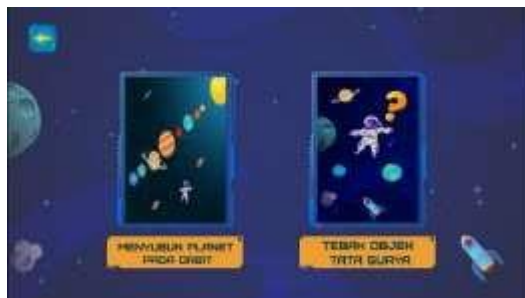 MENYUSUN PLANET
PADA ORBIT
TEBAK OBJEK
TATA SURYA
?